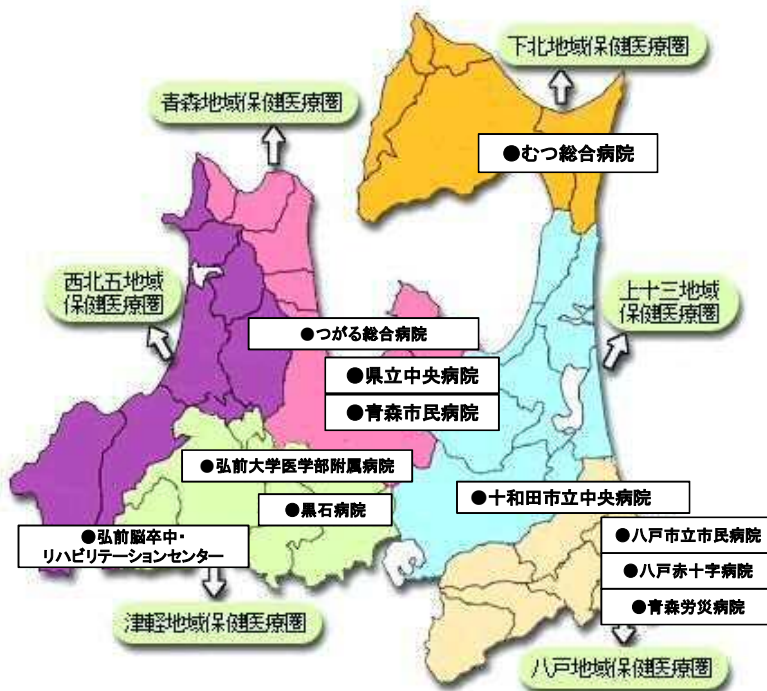 下北地域保健医療圏
青森地域保健医療圏
●むつ総合病院
西北五地域
保健医療圏
上十三地域
保健医療圏
●つがる総合病院
●県立中央病院
●青森市民病院
●弘前大学医学部附属病院
●十和田市立中央病院
●黒石病院
●弘前脳卒中・
リハビリテーションセンター
●八戸市立市民病院
●八戸赤十字病院
●青森労災病院
津軽地域保健医療圏
八戸地域保健医療圏